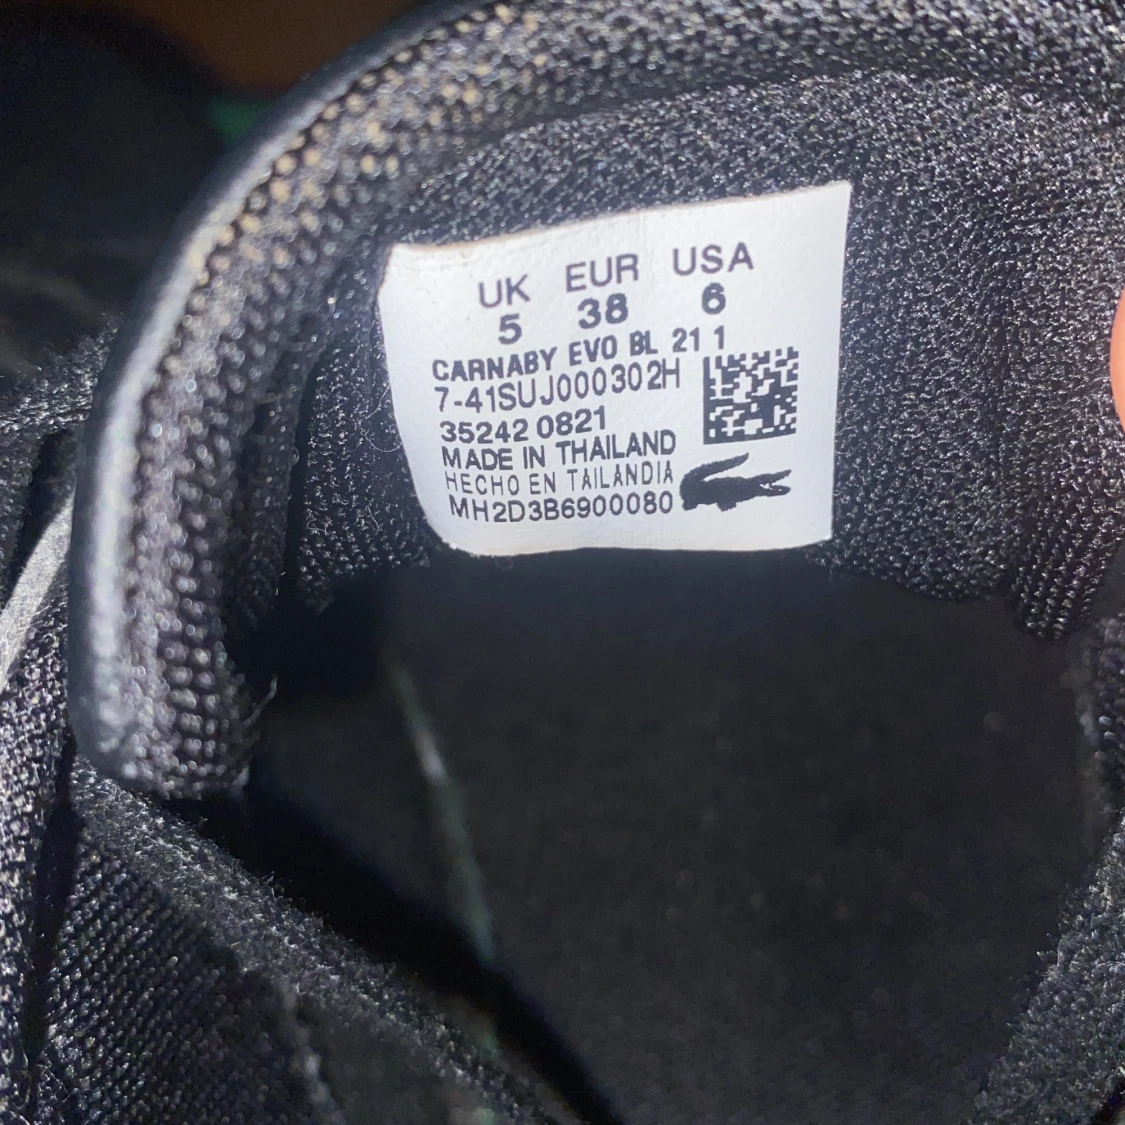 UK EUR USA
5 38 6
CARNABY EVO BL 21 1
7-41SUJ000302H
35242 0821
MADE IN THAILAND
HECHO EN TAILANDIA
MH2D3B6900080